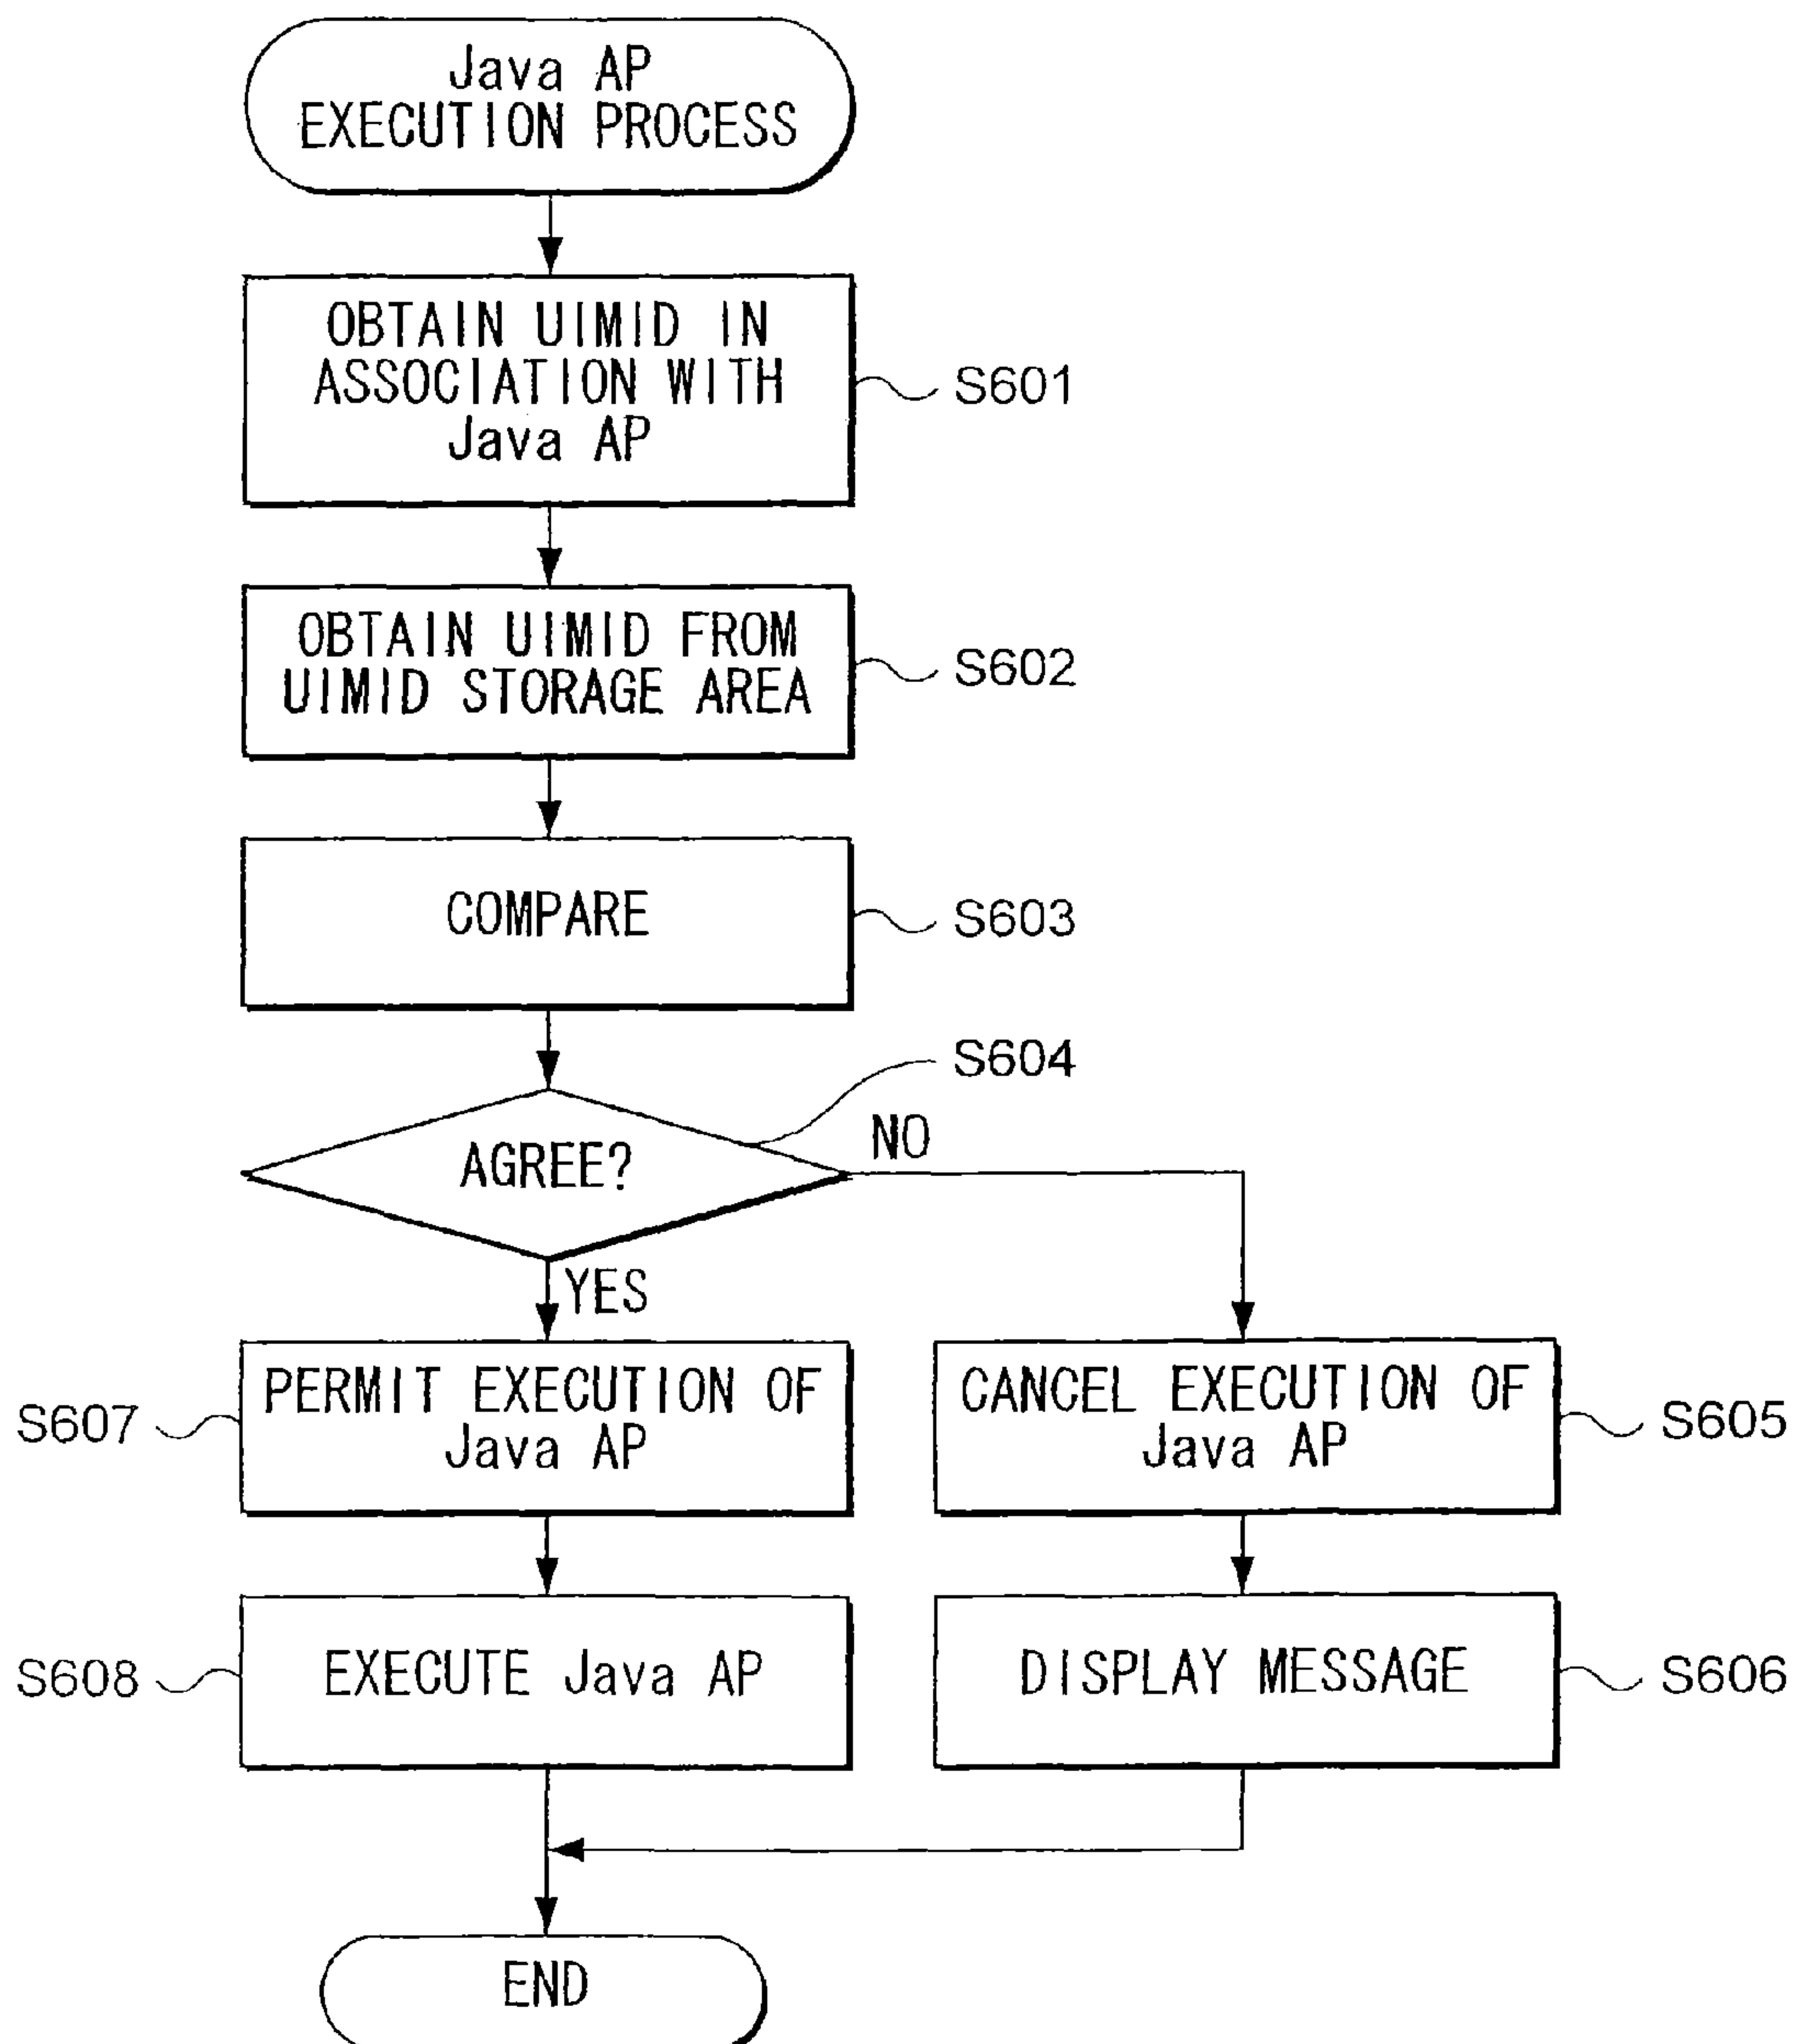 Java AP
EXECUTION PROCESS
OBTAIN UIMID IN
ASSOCIATION WITH
Java AP
S601
OBTAIN UIMID FROM
UIMID STORAGE AREA
S602
COMPARE
S603
S604
AGREE?
NO
YES
PERMIT EXECUTION OF
Java AP
S607
CANCEL EXECUTION OF
Java AP
S605
EXECUTE Java AP
S608
DISPLAY MESSAGE
S606
END